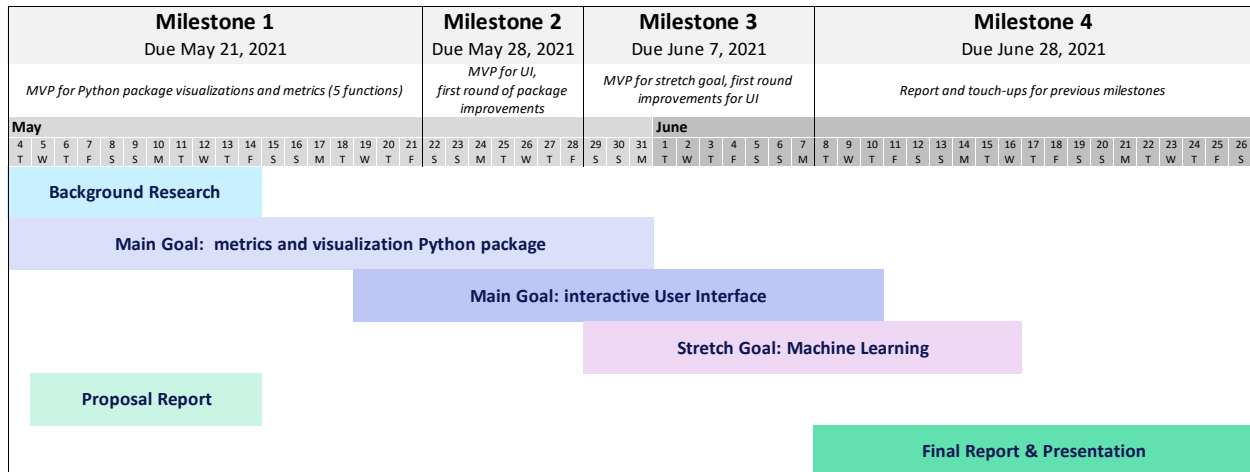 Milestone 1
Due May 21, 2021
Milestone 2
Due May 28, 2021
Milestone 3
Due June 7, 2021
Milestone 4
Due June 28, 2021
MVP for Python package visualizations and metrics (5 functions)
MVP for UI,
first round of package
improvements
MVP for stretch goal, first round
improvements for UI
Report and touch-ups for previous milestones
May
June
4 5 6 7 8 9 10 11 12 13 14 15 16 17 18 19 20 21 22 23 24 25 26 27 28 29 30 31 1 2 3 4 5 6 7 8 9 10 11 12 13 14 15 16 17 18 19 20 21 22 23 24 25 26
T W T F S S M T W T F S S M T W T F S S M T W T F S S M T W T F S S M T W T F S S M T W T F S S M T W T F S
Background Research
Main Goal: metrics and visualization Python package
Main Goal: interactive User Interface
Stretch Goal: Machine Learning
Proposal Report
Final Report & Presentation